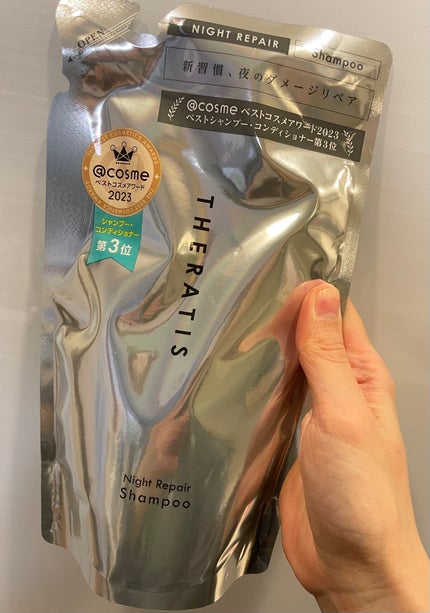 OPEN
NIGHT REPAIR
Shampoo
新習慣、夜のダメージリペア
@cosme ベストコスメアワード2023
ベストシャンプー・コンディショナー第3位
@cosme
ベストコスメアワード
2023
シャンプー・
コンディショナー
第3位
THERATIS
Night Repair
Shampoo